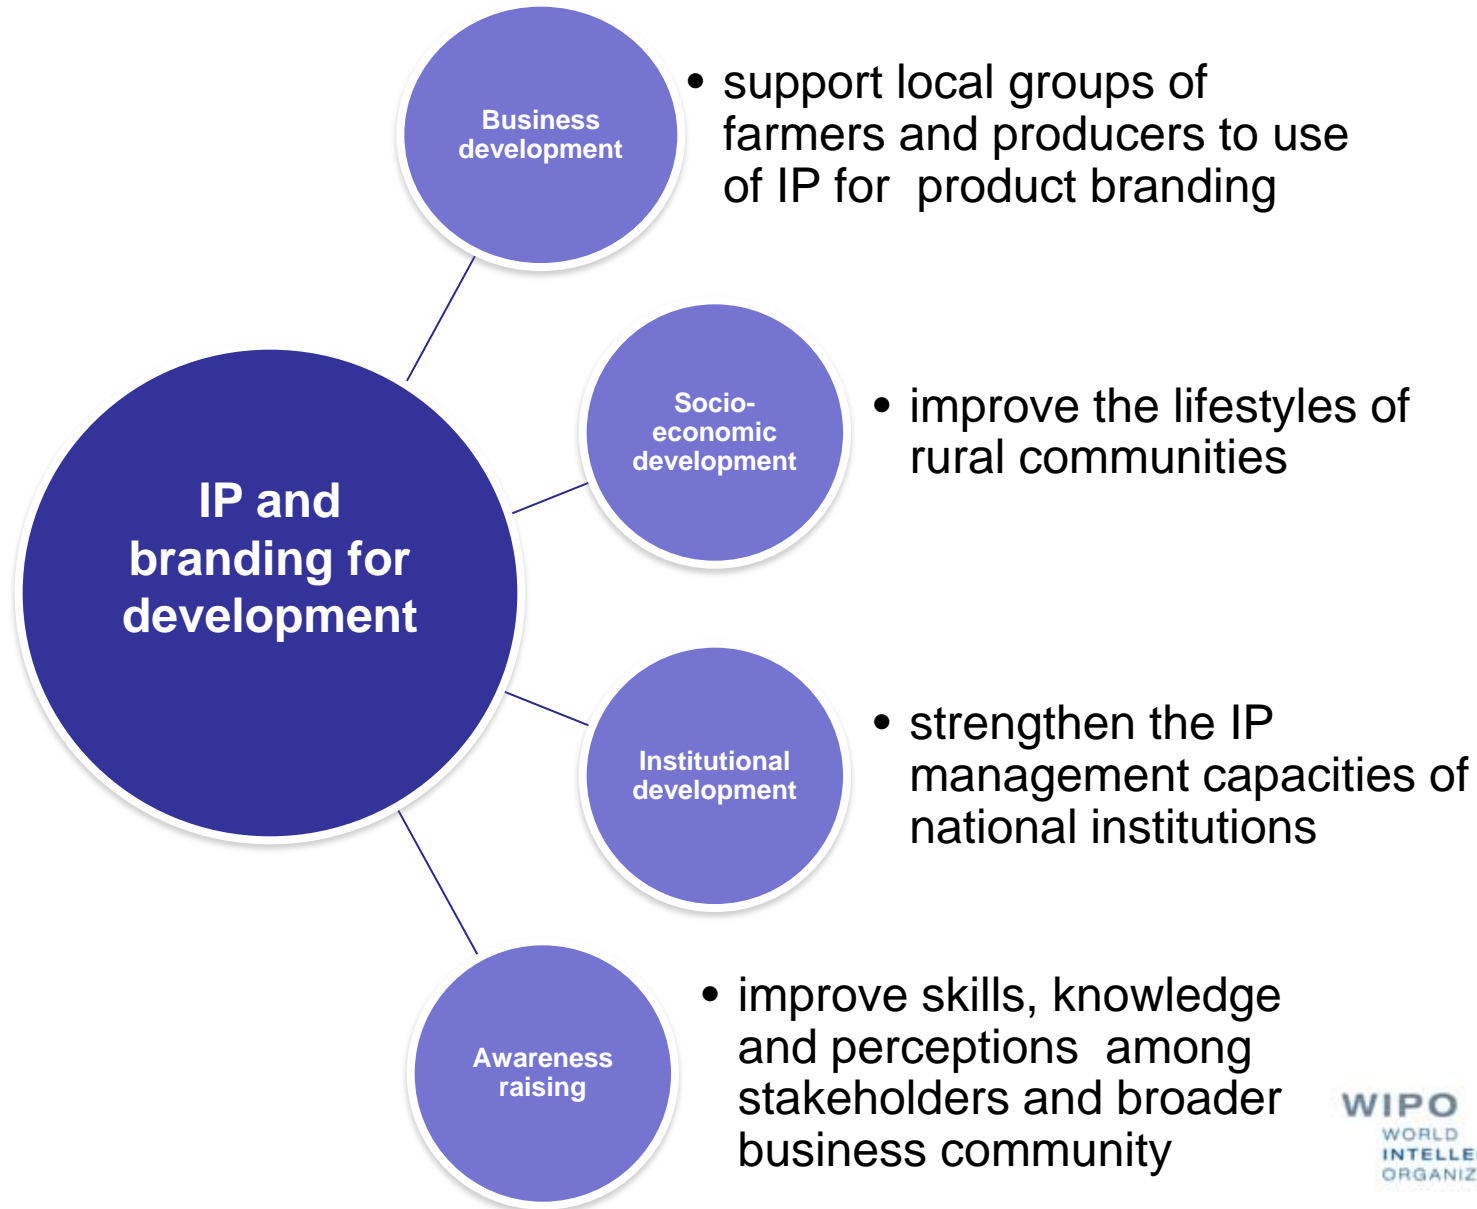 Business
development
• support local groups of
farmers and producers to use
of IP for  product branding
Socio-
economic
development
• improve the lifestyles of
rural communities
IP and
branding for
development
Institutional
development
• strengthen the IP
management capacities of
national institutions
Awareness
raising
• improve skills, knowledge
and perceptions  among
stakeholders and broader
business community
WIPO
WORLD
INTELLE
ORGANIZ